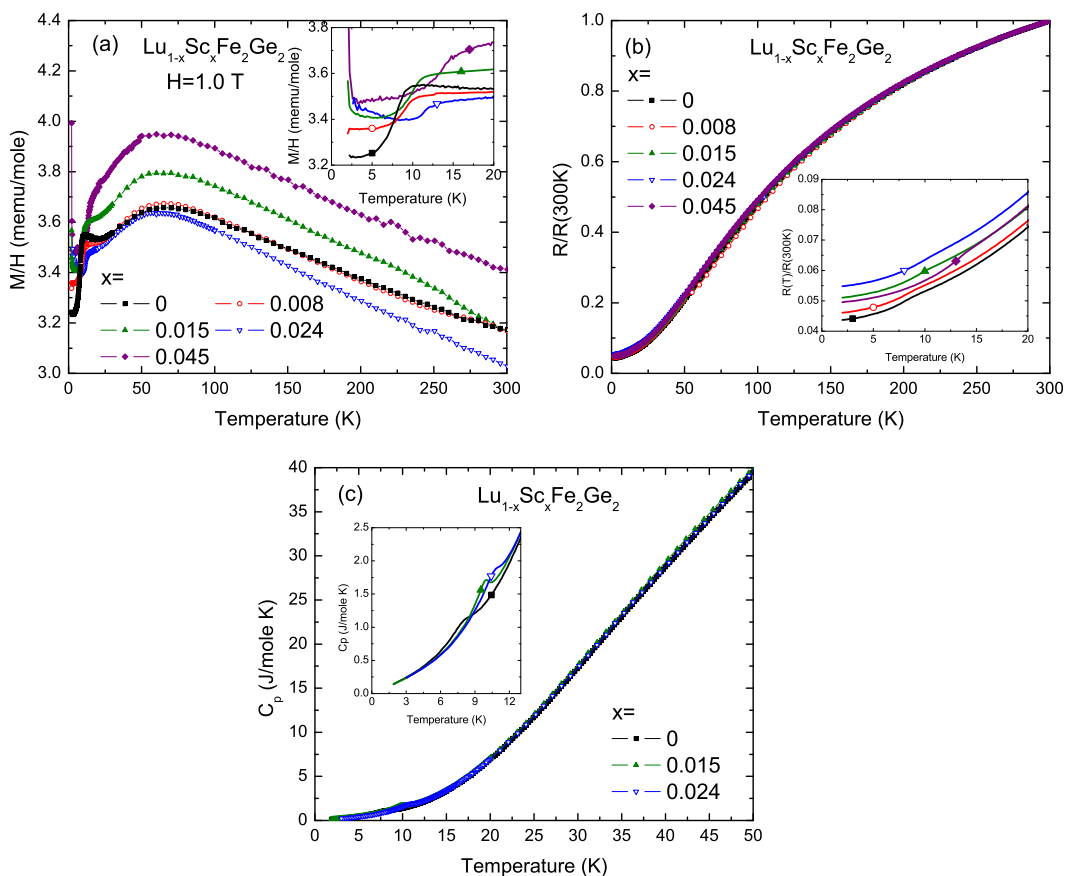 (a)
Lu1-xScxFe2Ge2
H=1.0 T
M/H (memu/mole)
4.4
4.2
4.0
3.8
3.6
3.4
3.2
3.0
0 50 100 150 200 250 300
Temperature (K)
x=
0 0.008
0.015 0.024
0.045
M/H (memu/mole)
3.8
3.6
3.4
3.2
0 5 10 15 20
Temperature (K)
(b)
Lu1-xScxFe2Ge2
x=
0
0.008
0.015
0.024
0.045
R/R(300K)
1.0
0.8
0.6
0.4
0.2
0.0
0 50 100 150 200 250 300
Temperature (K)
R(T)/R(300K)
0.09
0.08
0.07
0.06
0.05
0.04
0 5 10 15 20
Temperature (K)
(c)
Lu1-xScxFe2Ge2
Cp (J/mole K)
40
35
30
25
20
15
10
5
0
0 5 10 15 20 25 30 35 40 45 50
Temperature (K)
x=
0
0.015
0.024
Cp (J/mole K)
2.5
2.0
1.5
1.0
0.5
0.0
0 3 6 9 12
Temperature (K)